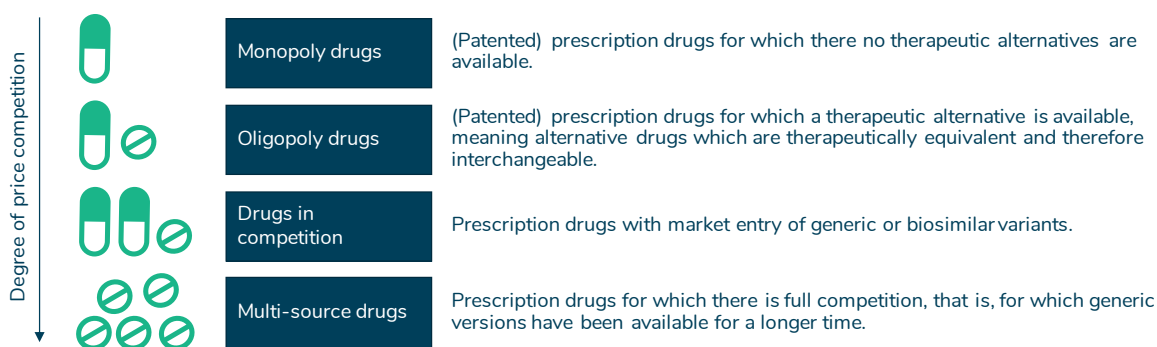 Degree of price competition
Monopoly drugs
(Patented) prescription drugs for which there no therapeutic alternatives are
available.
Oligopoly drugs
(Patented) prescription drugs for which a therapeutic alternative is available,
meaning alternative drugs which are therapeutically equivalent and therefore
interchangeable.
Drugs in
competition
Prescription drugs with market entry of generic or biosimilar variants.
Multi-source drugs
Prescription drugs for which there is full competition, that is, for which generic
versions have been available for a longer time.